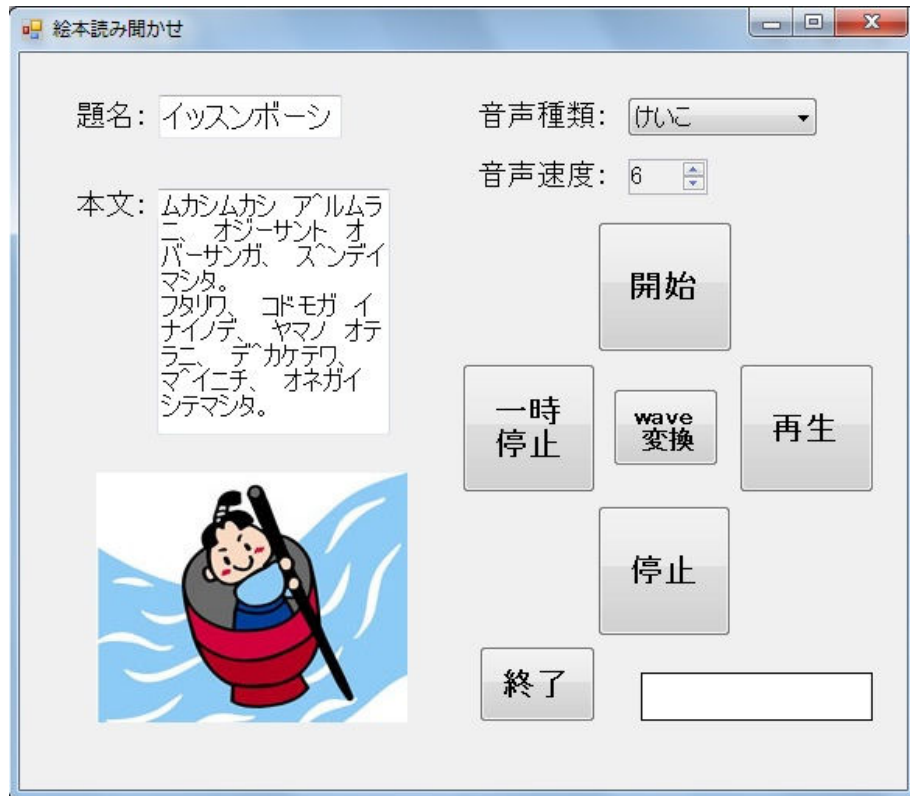 絵本読み聞かせ
題名: イッスンボーシ
音声種類: けいこ
音声速度: 6
本文: ムカシムカシ ア^ルムラ
ニ、 オジーサント オ
バーサンガ、 ス^ンデイ
マシタ。
フタリワ、 コドモガ イ
ナイノデ、 ヤマノ オテ
ラニ、 デ^カケテワ、
マ^イニチ、 オネガイ
シテマシタ。
開始
一時
停止
wave
変換
再生
停止
終了